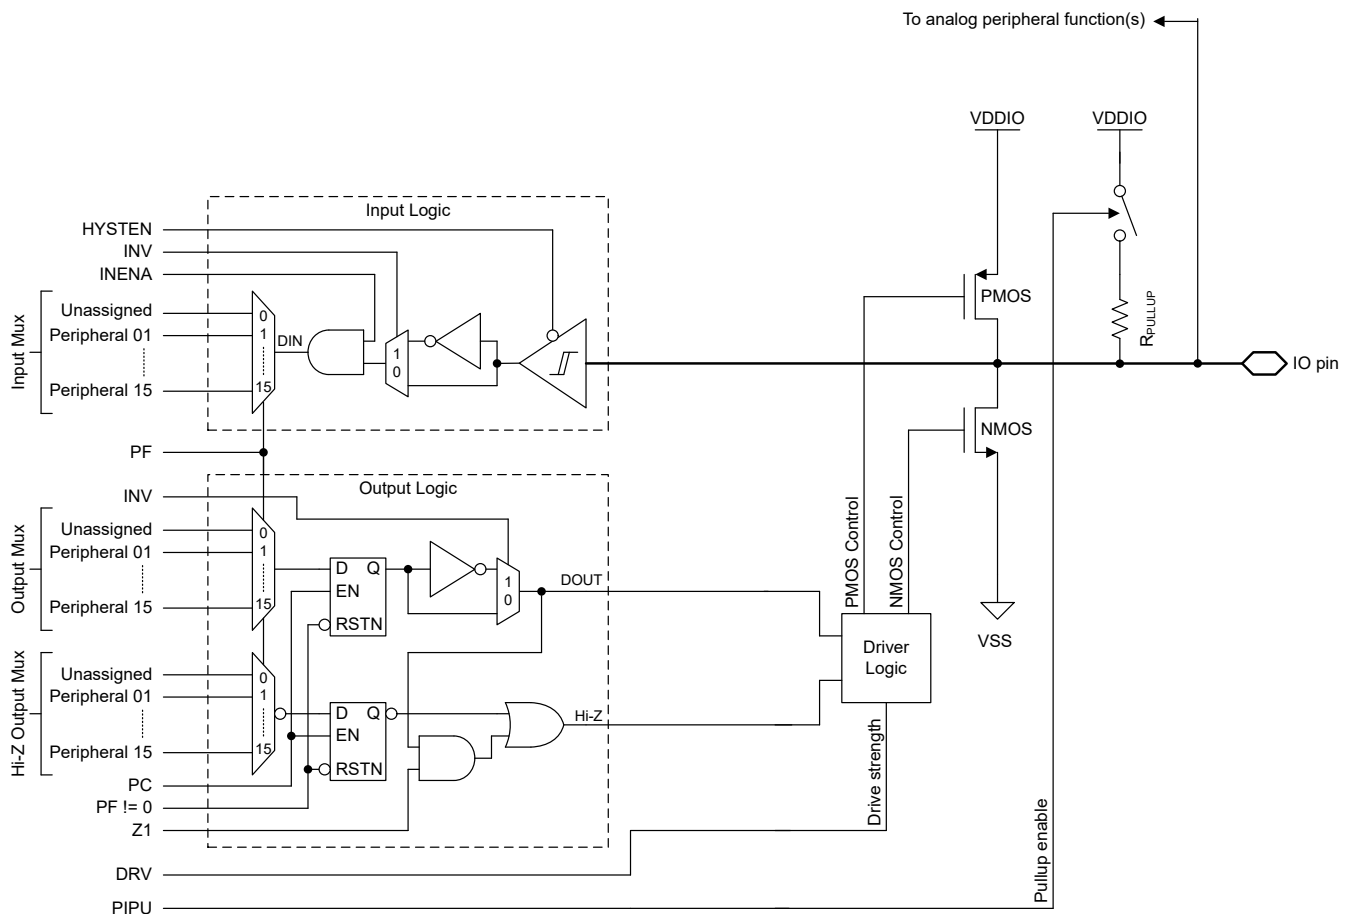 To analog peripheral function(s)
VDDIO
VDDIO
Input Logic
HYSTEN
INV
INENA
Input Mux
Unassigned
Peripheral 01
Peripheral 15
0
1
15
DIN
1
0
PMOS
RPULLUP
IO pin
NMOS
PF
Output Logic
INV
Output Mux
Unassigned
Peripheral 01
Peripheral 15
0
1
15
D Q
EN
RSTN
1
0
DOUT
PMOS Control
NMOS Control
VSS
Driver
Logic
Hi-Z Output Mux
Unassigned
Peripheral 01
Peripheral 15
0
1
15
D Q
EN
RSTN
Hi-Z
PC
PF != 0
Z1
Drive strength
Pullup enable
DRV
PIPU